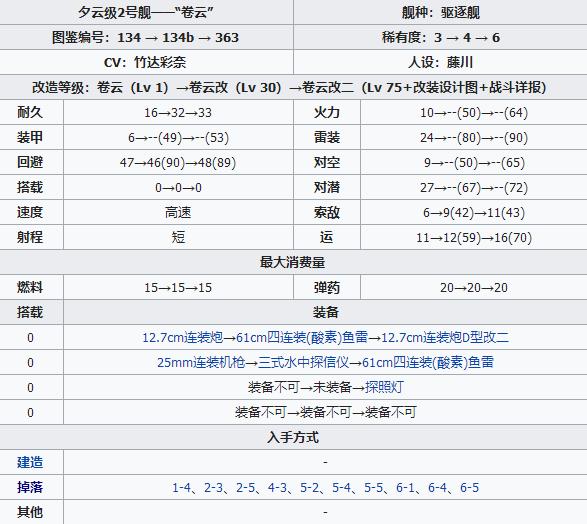 夕云级2号舰——“卷云” 舰种：驱逐舰
图鉴编号：134 → 134b → 363 稀有度：3 → 4 → 6
CV：竹达彩奈 人设：藤川
改造等级：卷云（Lv 1）→卷云改（Lv 30）→卷云改二（Lv 75+改装设计图+战斗详报）
耐久 16→32→33 火力 10→--(50)→--(64)
装甲 6→--(49)→--(53) 雷装 24→--(80)→--(90)
回避 47→46(90)→48(89) 对空 9→--(50)→--(65)
搭载 0→0→0 对潜 27→--(67)→--(72)
速度 高速 索敌 6→9(42)→11(43)
射程 短 运 11→12(59)→16(70)
最大消费量
燃料 15→15→15 弹药 20→20→20
搭载 装备
0 12.7cm连装炮→61cm四连装(酸素)鱼雷→12.7cm连装炮D型改二
0 25mm连装机枪→三式水中探信仪→61cm四连装(酸素)鱼雷
0 装备不可→未装备→探照灯
0 装备不可→装备不可→装备不可
入手方式
建造 -
掉落 1-4、2-3、2-5、4-3、5-2、5-4、5-5、6-1、6-4、6-5
其他 -